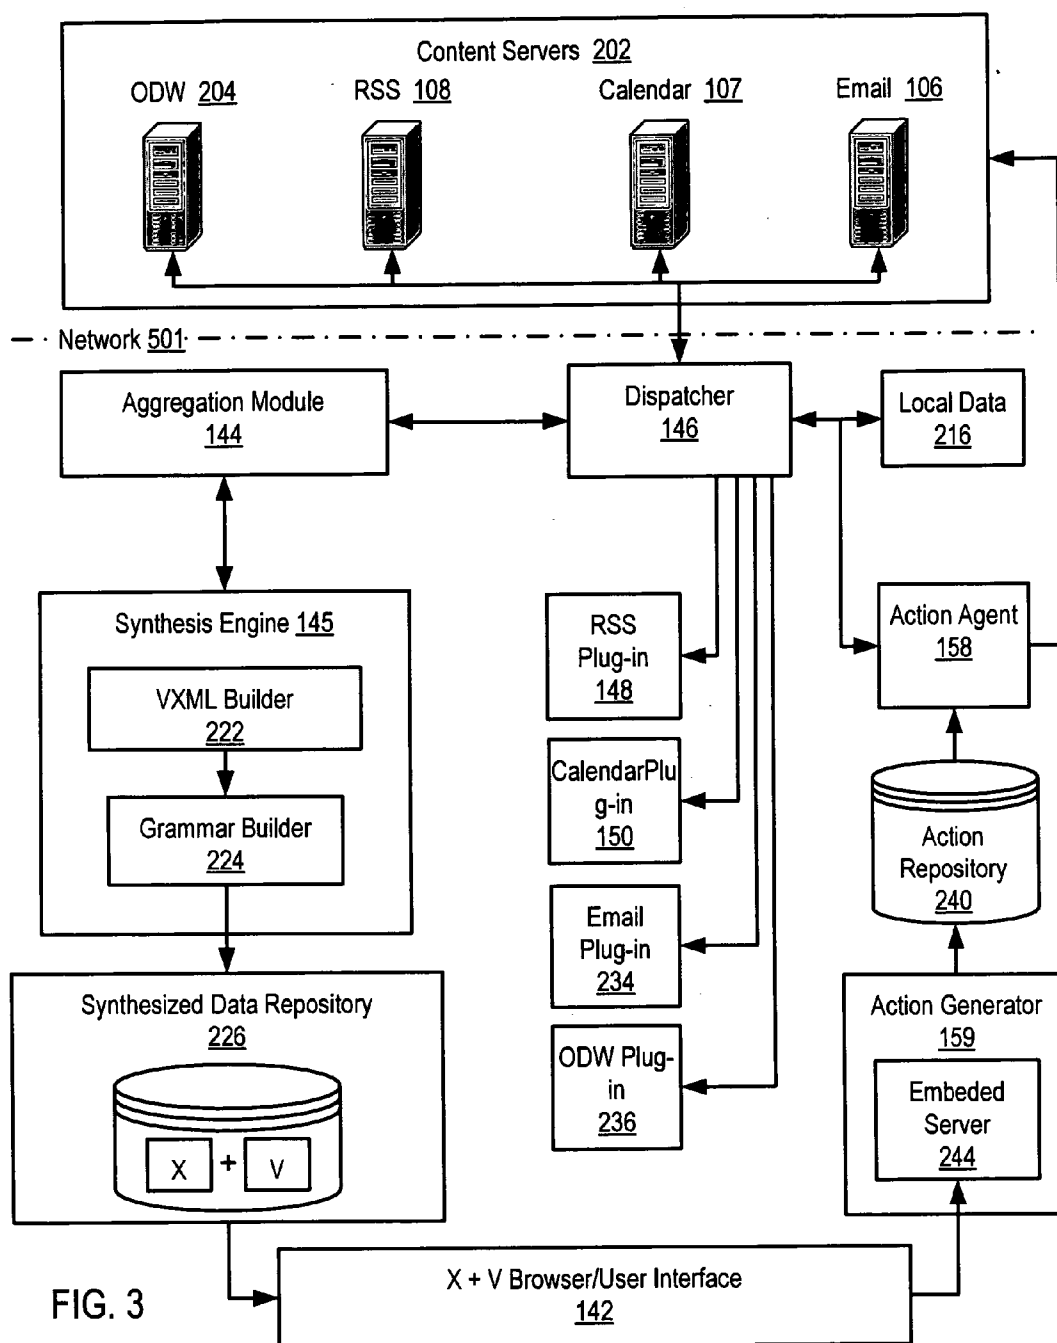 Content Servers 202
ODW 204
RSS 108
Calendar 107
Email 106
Network 501
Aggregation Module
144
Dispatcher
146
Local Data
216
Synthesis Engine 145
VXML Builder
222
Grammar Builder
224
RSS
Plug-in
148
CalendarPlu
g-in
150
Email
Plug-in
234
ODW Plug-
in
236
Action Agent
158
Action
Repository
240
Action Generator
159
Embeded
Server
244
Synthesized Data Repository
226
X + V
X + V Browser/User Interface
142
FIG. 3